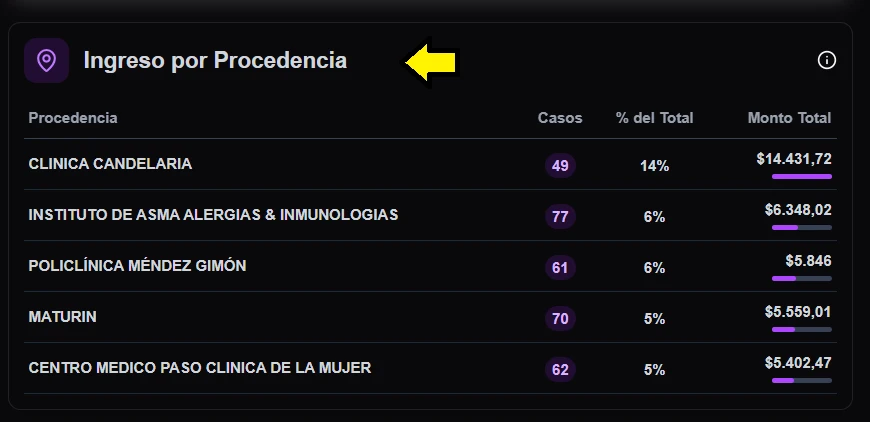 Ingreso por Procedencia
Procedencia Casos % del Total Monto Total
CLINICA CANDELARIA 49 14% $14.431,72
INSTITUTO DE ASMA ALERGIAS & INMUNOLOGIAS 77 6% $6.348,02
POLICLÍNICA MÉNDEZ GIMÓN 61 6% $5.846
MATURIN 70 5% $5.559,01
CENTRO MEDICO PASO CLINICA DE LA MUJER 62 5% $5.402,47